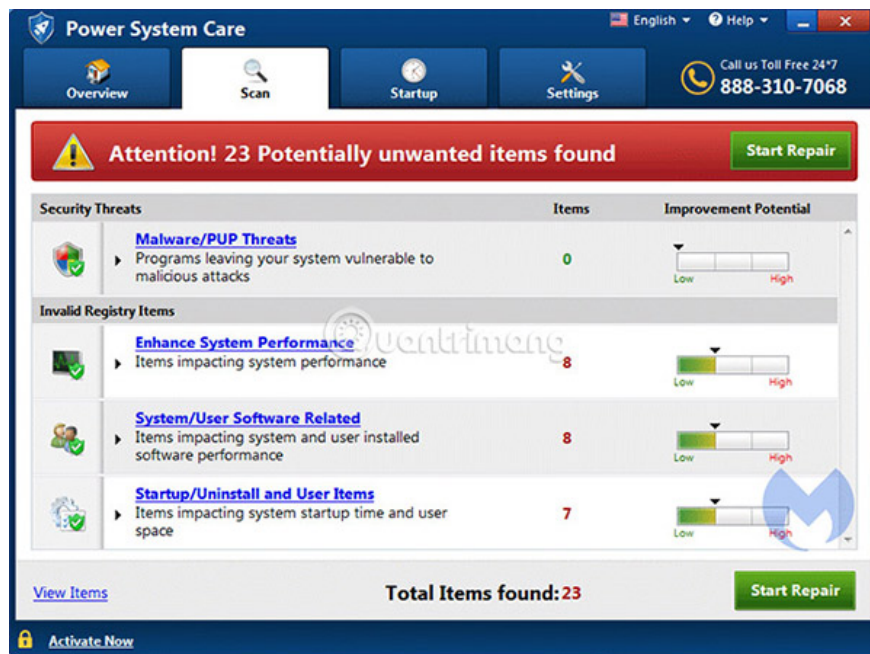 Power System Care
English
Help
Overview
Scan
Startup
Settings
Call us Toll Free 24*7
888-310-7068
Attention! 23 Potentially unwanted items found
Start Repair
Security Threats Items Improvement Potential
Malware/PUP Threats
Programs leaving your system vulnerable to
malicious attacks
0
Low High
Invalid Registry Items
Enhance System Performance
Items impacting system performance
8
Low High
System/User Software Related
Items impacting system and user installed
software performance
8
Low High
Startup/Uninstall and User Items
Items impacting system startup time and user
space
7
Low High
Quantrimang
View Items
Total Items found: 23
Start Repair
Activate Now